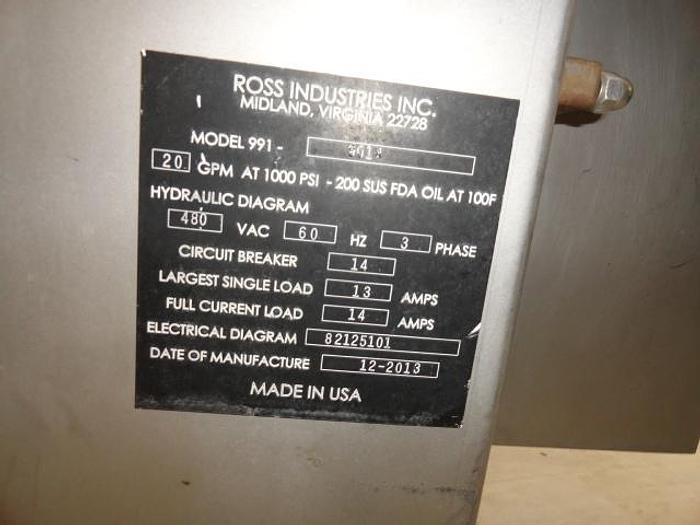 ROSS INDUSTRIES INC.
MIDLAND, VIRGINIA 22728
MODEL 991-
20 GPM AT 1000 PSI - 200 SUS FDA OIL AT 100F
HYDRAULIC DIAGRAM
480 VAC 60 HZ 3 PHASE
CIRCUIT BREAKER 14
LARGEST SINGLE LOAD 13 AMPS
FULL CURRENT LOAD 14 AMPS
ELECTRICAL DIAGRAM 82125101
DATE OF MANUFACTURE 12-2013
MADE IN USA